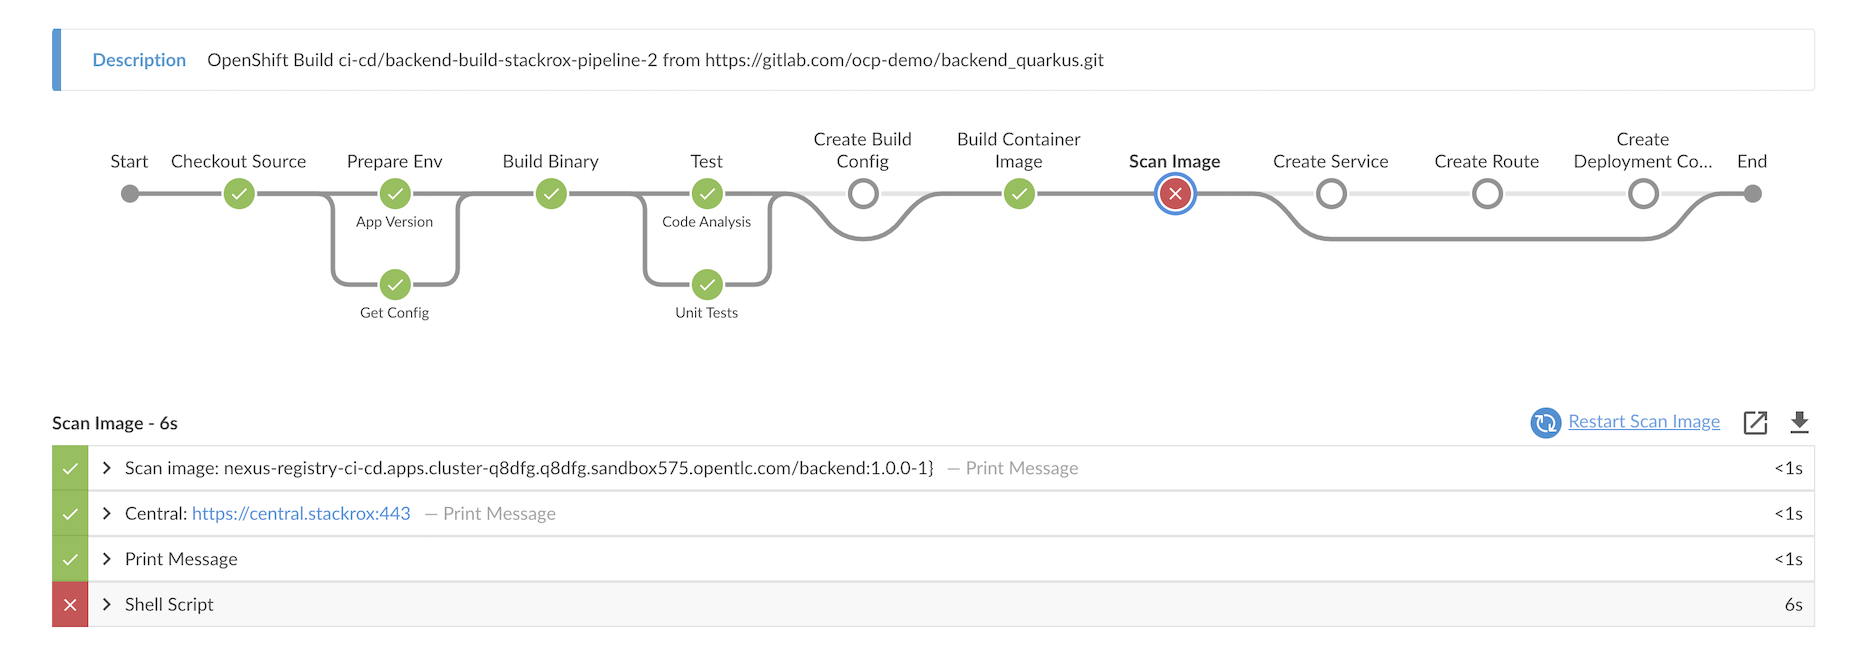 Description OpenShift Build ci-cd/backend-build-stackrox-pipeline-2 from https://gitlab.com/ocp-demo/backend_quarkus.git
Start
Checkout Source
Prepare Env
Build Binary
Test
Create Build
Config
Build Container
Image
Scan Image
Create Service
Create Route
Create
Deployment Co...
End
App Version
Code Analysis
Get Config
Unit Tests
Scan Image - 6s
Restart Scan Image
Scan image: nexus-registry-ci-cd.apps.cluster-q8dfg.q8dfg.sandbox575.opentlc.com/backend:1.0.0-1} — Print Message <1s
Central: https://central.stackrox:443 — Print Message <1s
Print Message <1s
Shell Script 6s